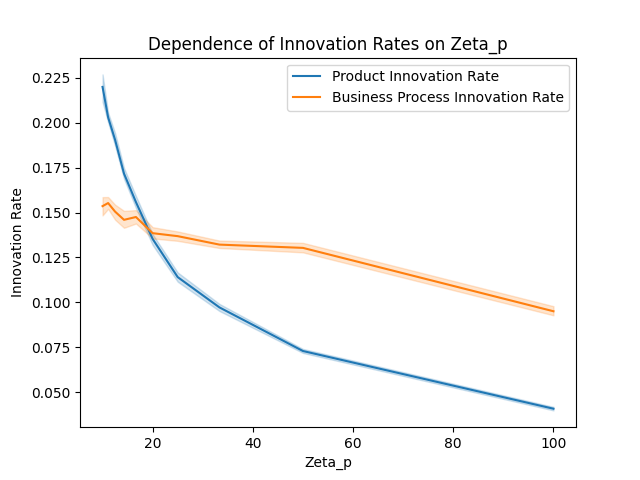 Dependence of Innovation Rates on Zeta_p
Product Innovation Rate
Business Process Innovation Rate
Innovation Rate
0.225
0.200
0.175
0.150
0.125
0.100
0.075
0.050
20
40
60
80
100
Zeta_p